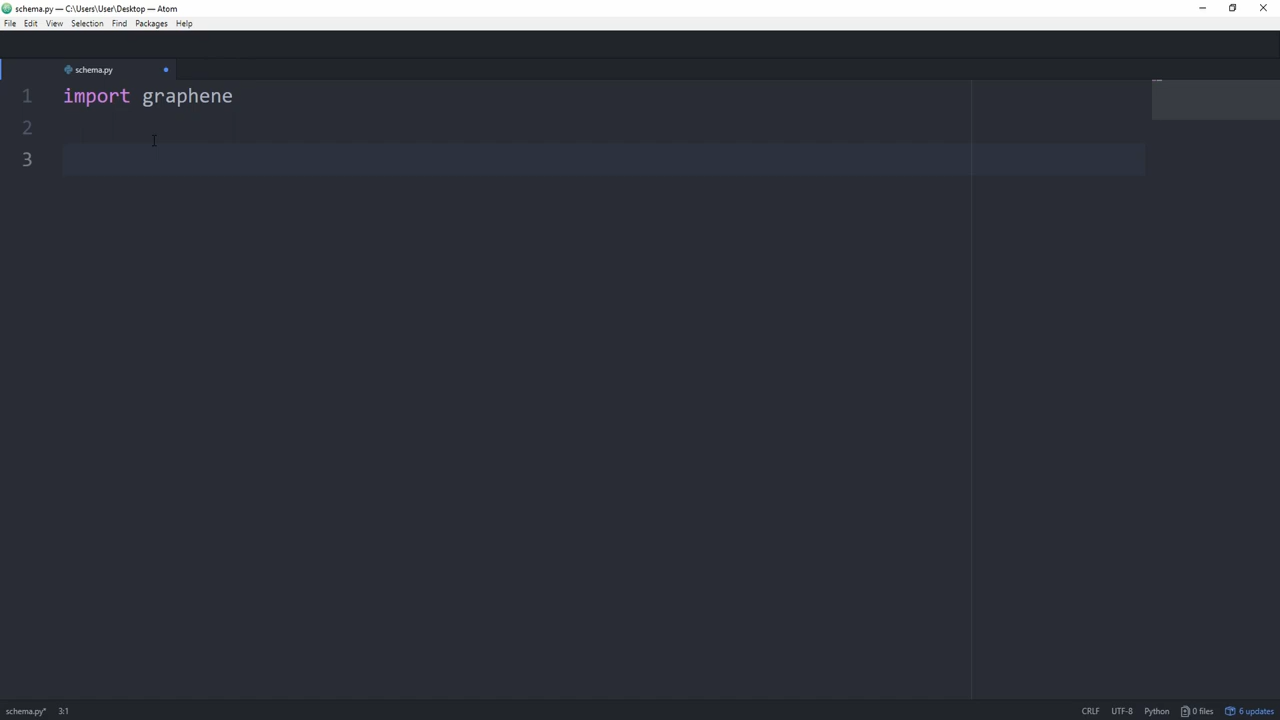 schema.py — C:\Users\User\Desktop — Atom
File Edit View Selection Find Packages Help
schema.py
1 import graphene
2
3
schema.py* 3:1 CRLF UTF-8 Python 0 files 6 updates